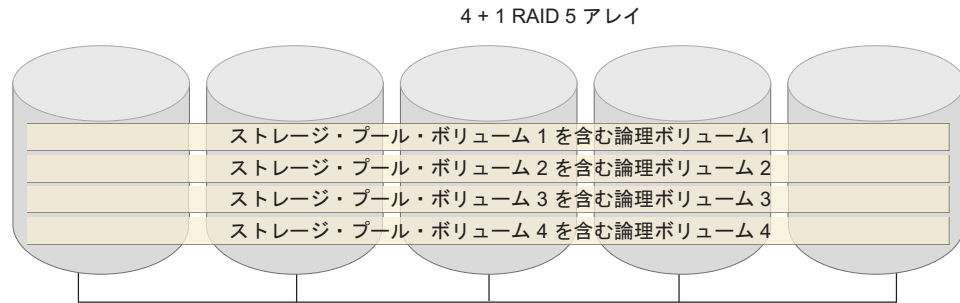 4 + 1 RAID 5 アレイ
ストレージ・プール・ボリューム 1 を含む論理ボリューム 1
ストレージ・プール・ボリューム 2 を含む論理ボリューム 2
ストレージ・プール・ボリューム 3 を含む論理ボリューム 3
ストレージ・プール・ボリューム 4 を含む論理ボリューム 4